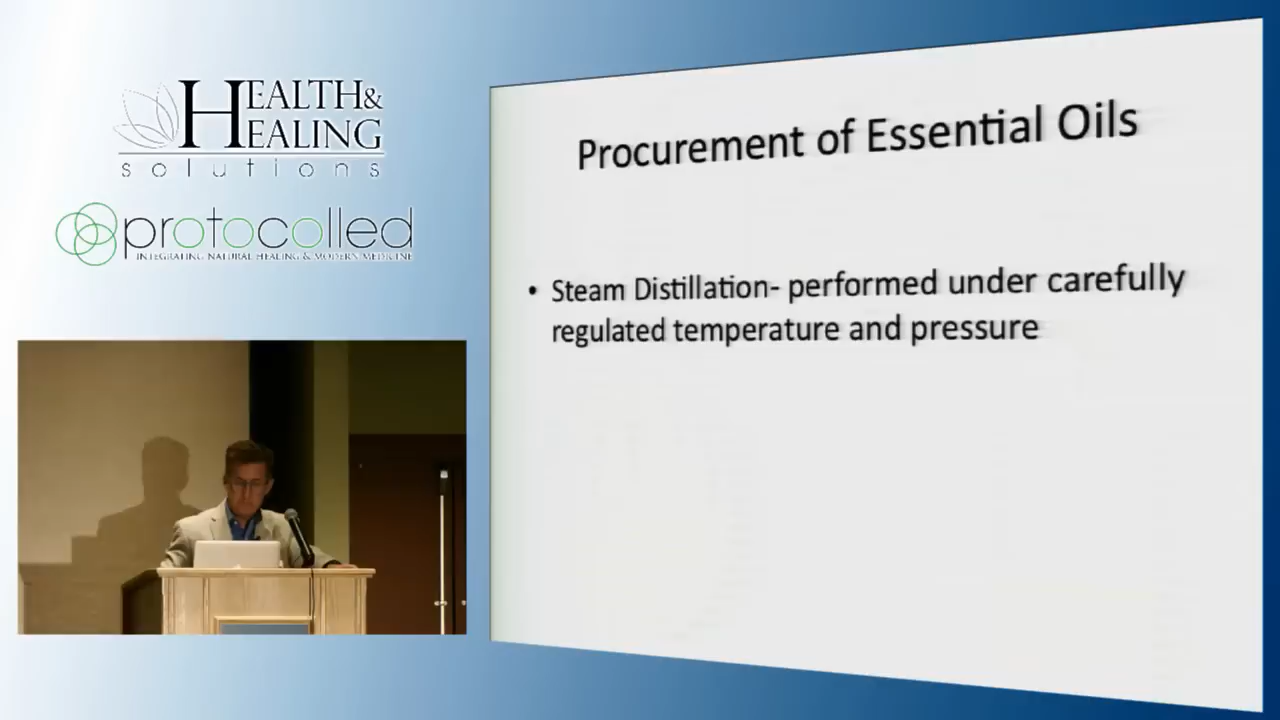 HEALTH&
HEALING
solutions
protocolled
INTEGRATING NATURAL HEALING & MODERN MEDICINE
Procurement of Essential Oils
• Steam Distillation- performed under carefully
regulated temperature and pressure